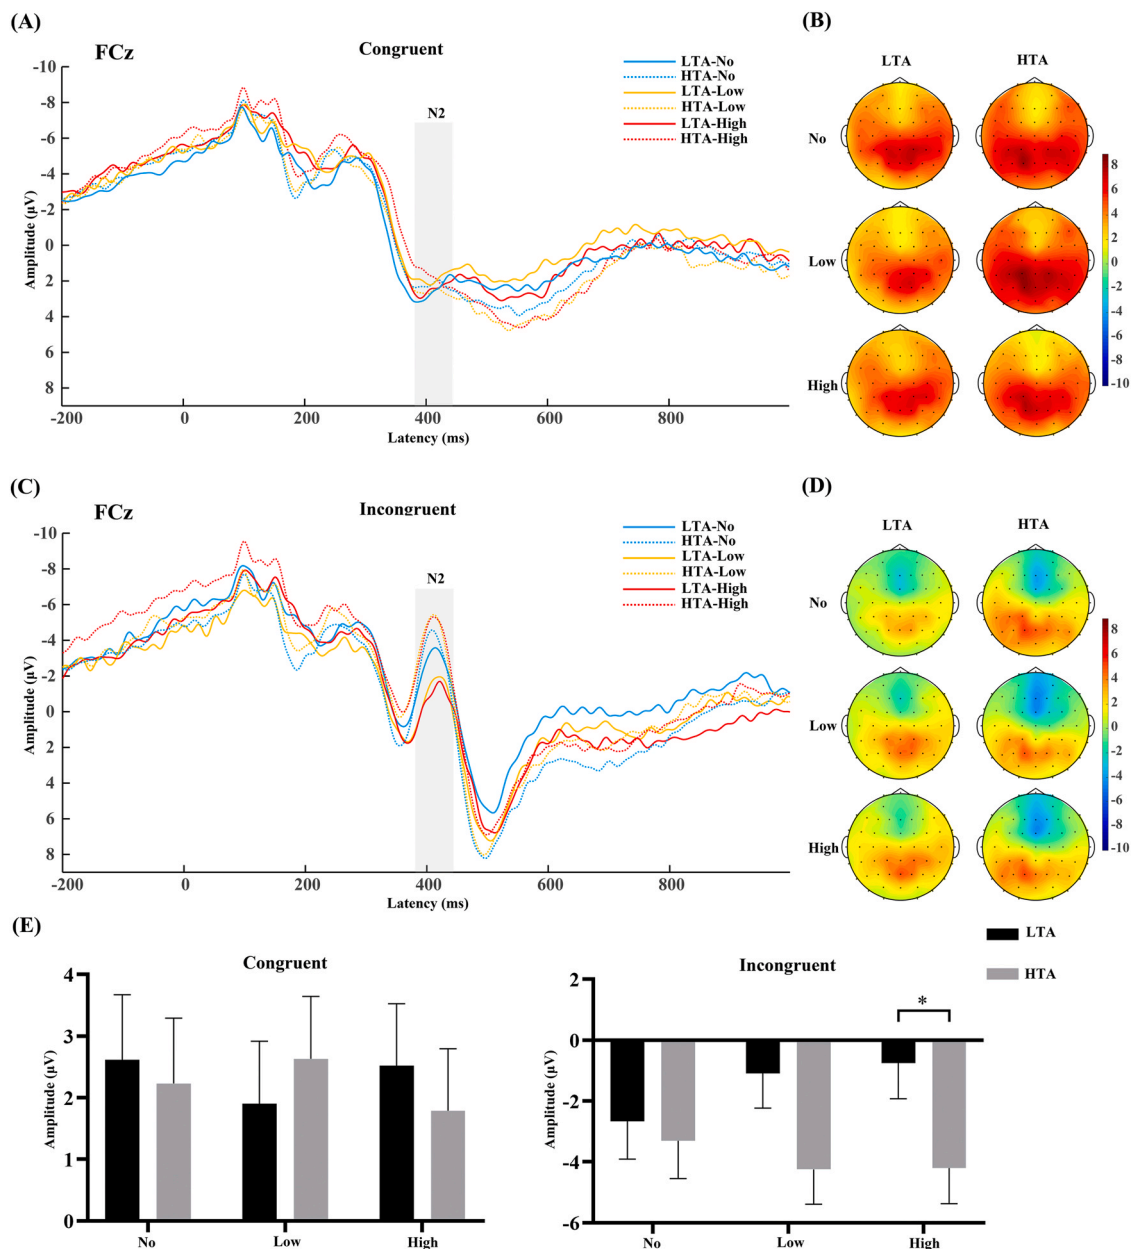 (A)
FCz
Congruent
LTA-No
HTA-No
LTA-Low
HTA-Low
LTA-High
HTA-High
N2
-10
-8
-6
-4
-2
0
2
4
6
8
Amplitude (μV)
-200 0 200 400 600 800
Latency (ms)
(B)
LTA HTA
No
Low
High
8
6
4
2
0
-2
-4
-6
-8
-10
(C)
FCz
Incongruent
LTA-No
HTA-No
LTA-Low
HTA-Low
LTA-High
HTA-High
N2
-10
-8
-6
-4
-2
0
2
4
6
8
Amplitude (μV)
-200 0 200 400 600 800
Latency (ms)
(D)
LTA HTA
No
Low
High
8
6
4
2
0
-2
-4
-6
-8
-10
(E)
LTA
HTA
Congruent
4
3
2
1
0
Amplitude (μV)
No Low High
Incongruent
2
0
-2
-4
-6
Amplitude (μV)
*
No Low High